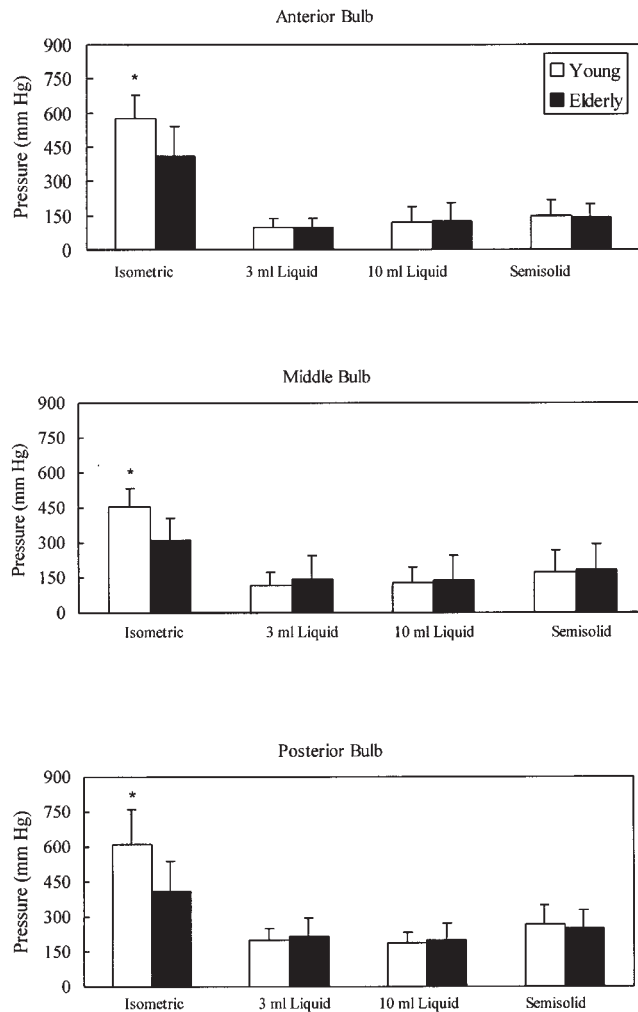 Anterior Bulb
900
750
600
450
300
150
0
Pressure (mm Hg)
*
Young
Elderly
Isometric 3 ml Liquid 10 ml Liquid Semisolid
Middle Bulb
900
750
600
450
300
150
0
Pressure (mm Hg)
*
Isometric 3 ml Liquid 10 ml Liquid Semisolid
Posterior Bulb
900
750
600
450
300
150
0
Pressure (mm Hg)
*
Isometric 3 ml Liquid 10 ml Liquid Semisolid